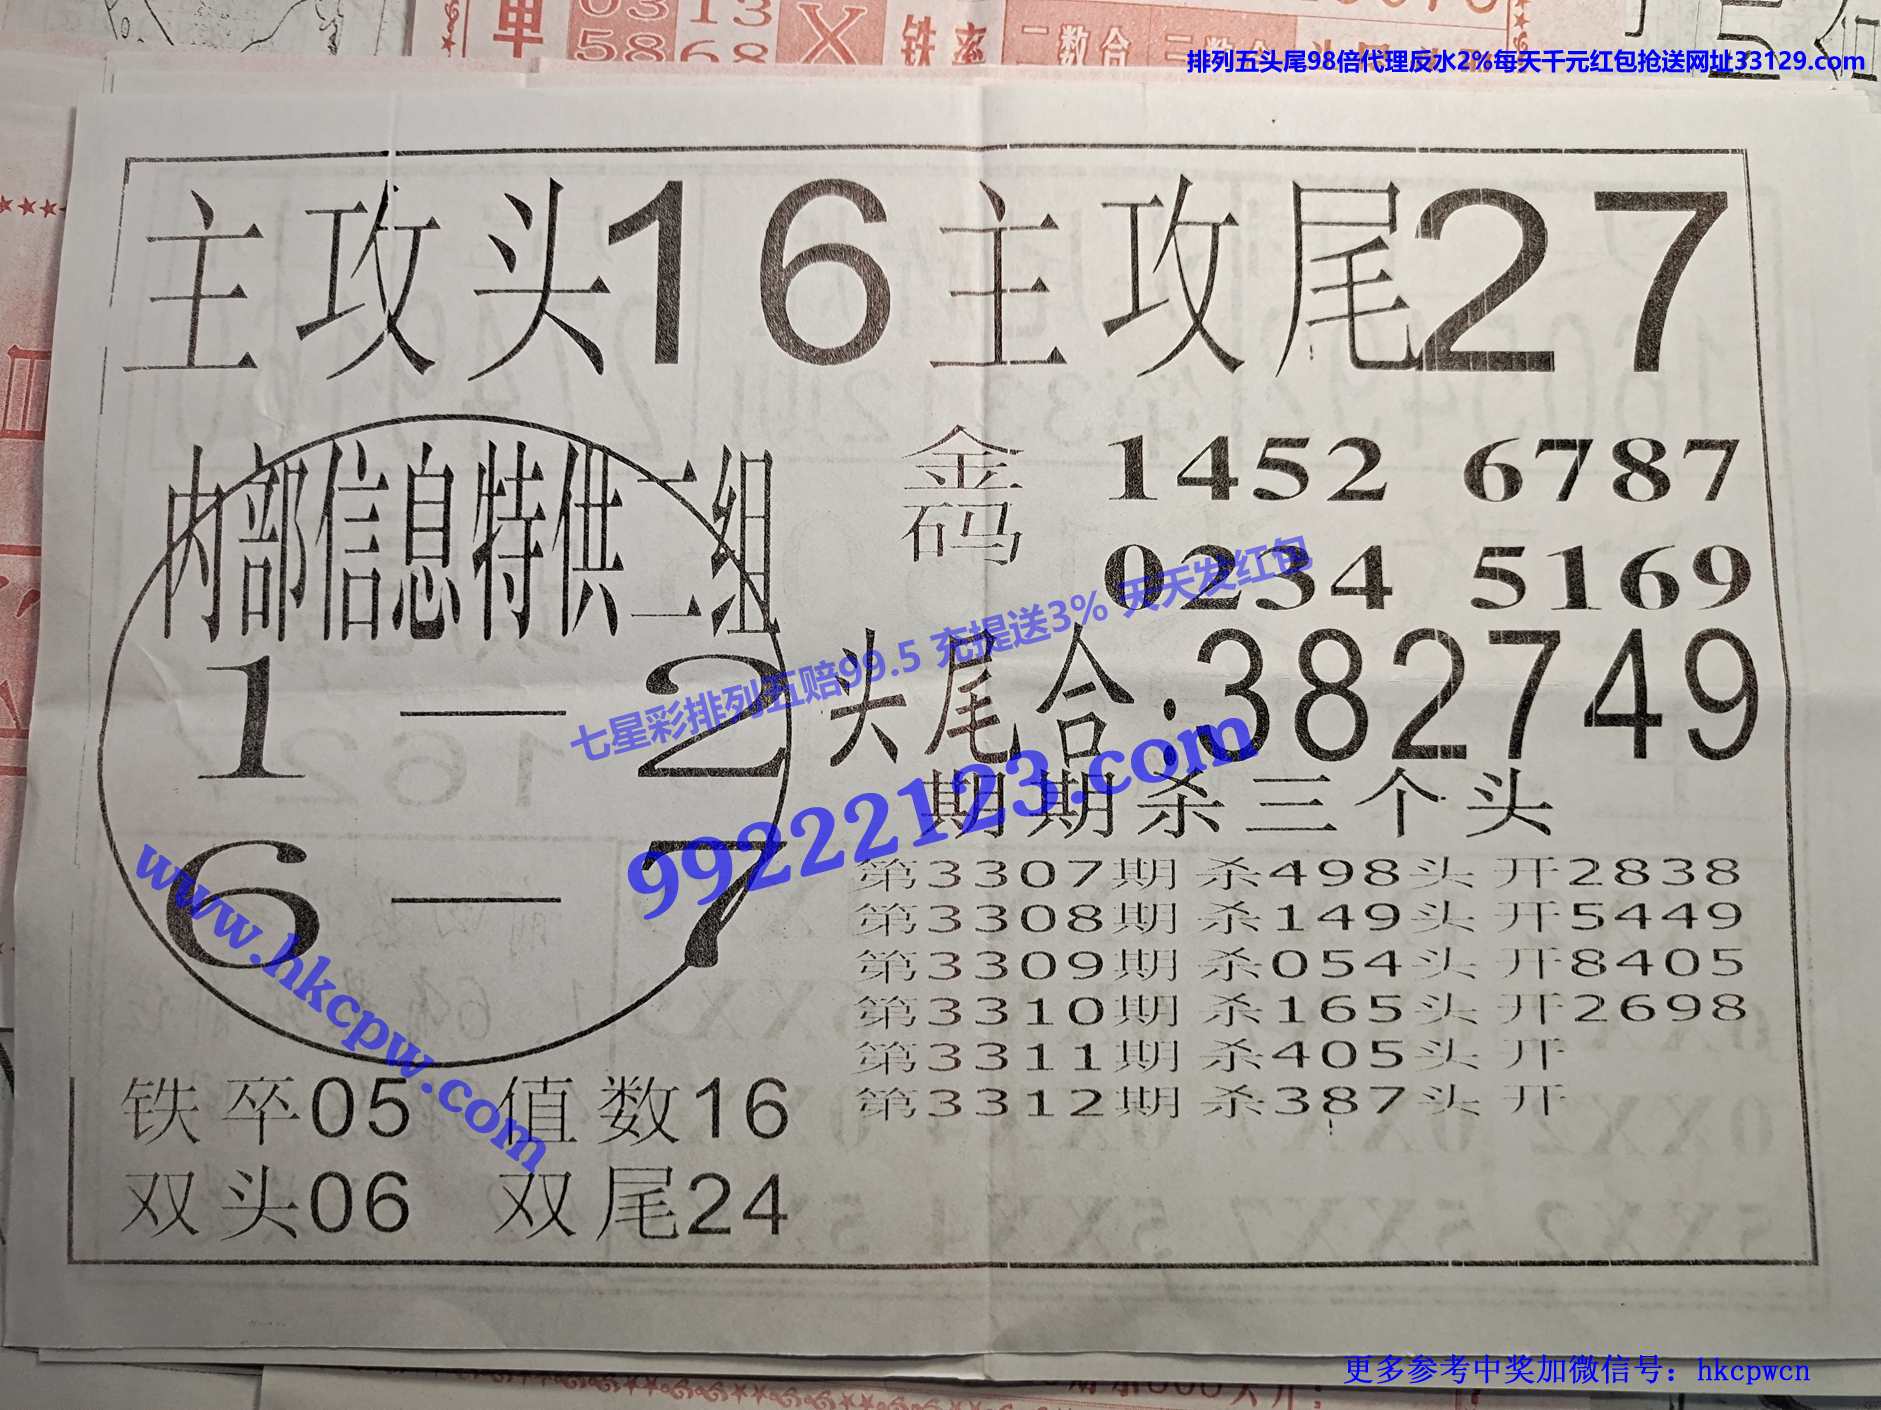 单 0313
5868 X 铁率 二数合
排列五头尾98倍代理反水2%每天千元红包抢送网址33129.com
主攻头16 主攻尾27
内部信息特供二组
1—2
6—7
金码 1452 6787
0234 5169
头尾合:382749
七星彩排列五赔99.5 充提送3% 天天发红包
99222123.com
www.hkcpw.com
期期杀三个头
第3307期 杀498头 开2838
第3308期 杀149头 开5449
第3309期 杀054头 开8405
第3310期 杀165头 开2698
第3311期 杀405头 开
第3312期 杀387头 开
铁卒05 值数16
双头06 双尾24
更多参考中奖加微信号：hkcpwcn